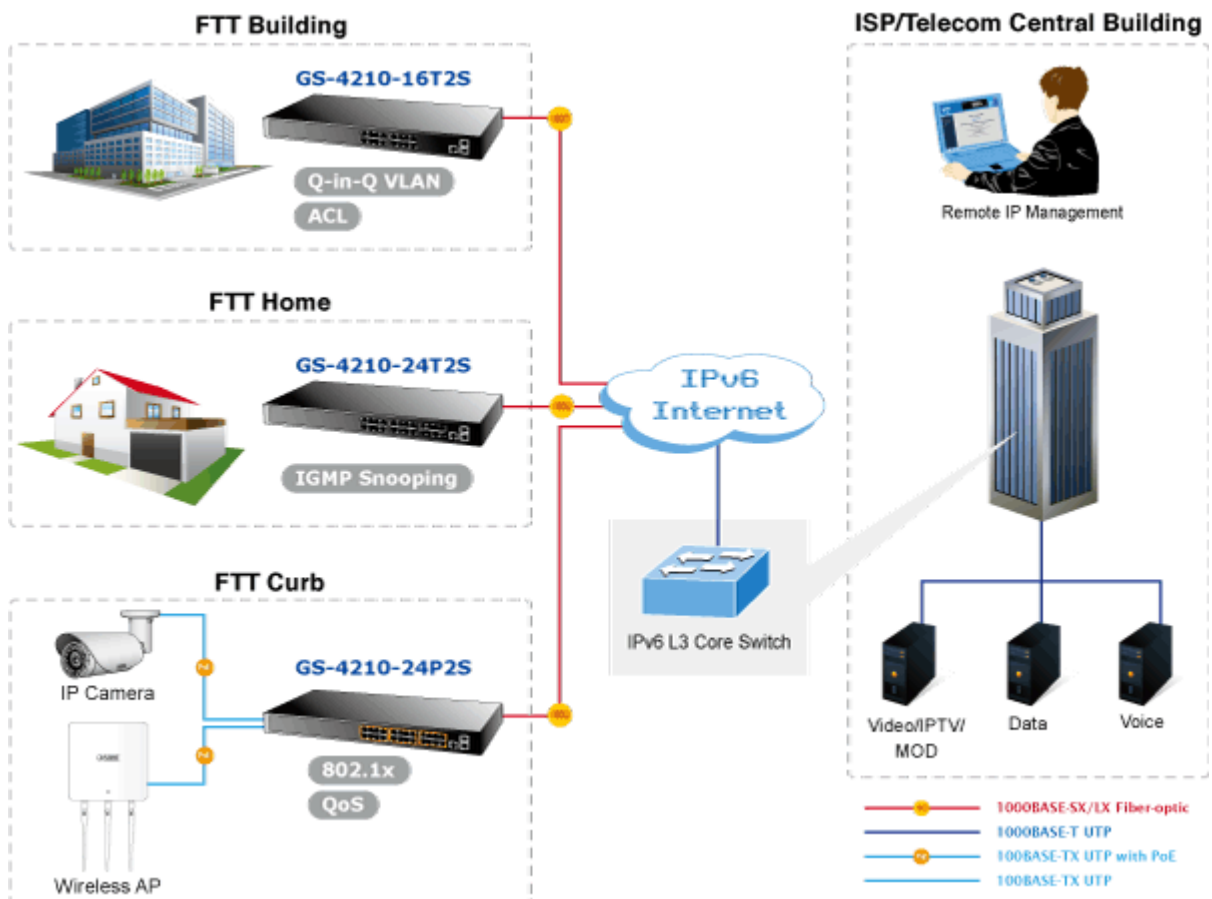 FTT Building
GS-4210-16T2S
Q-in-Q VLAN
ACL
FTT Home
GS-4210-24T2S
IGMP Snooping
FTT Curb
IP Camera
GS-4210-24P2S
802.1x
QoS
Wireless AP
IPv6
Internet
IPv6 L3 Core Switch
ISP/Telecom Central Building
Remote IP Management
Video/IPTV/
MOD
Data
Voice
1000BASE-SX/LX Fiber-optic
1000BASE-T UTP
100BASE-TX UTP with PoE
100BASE-TX UTP